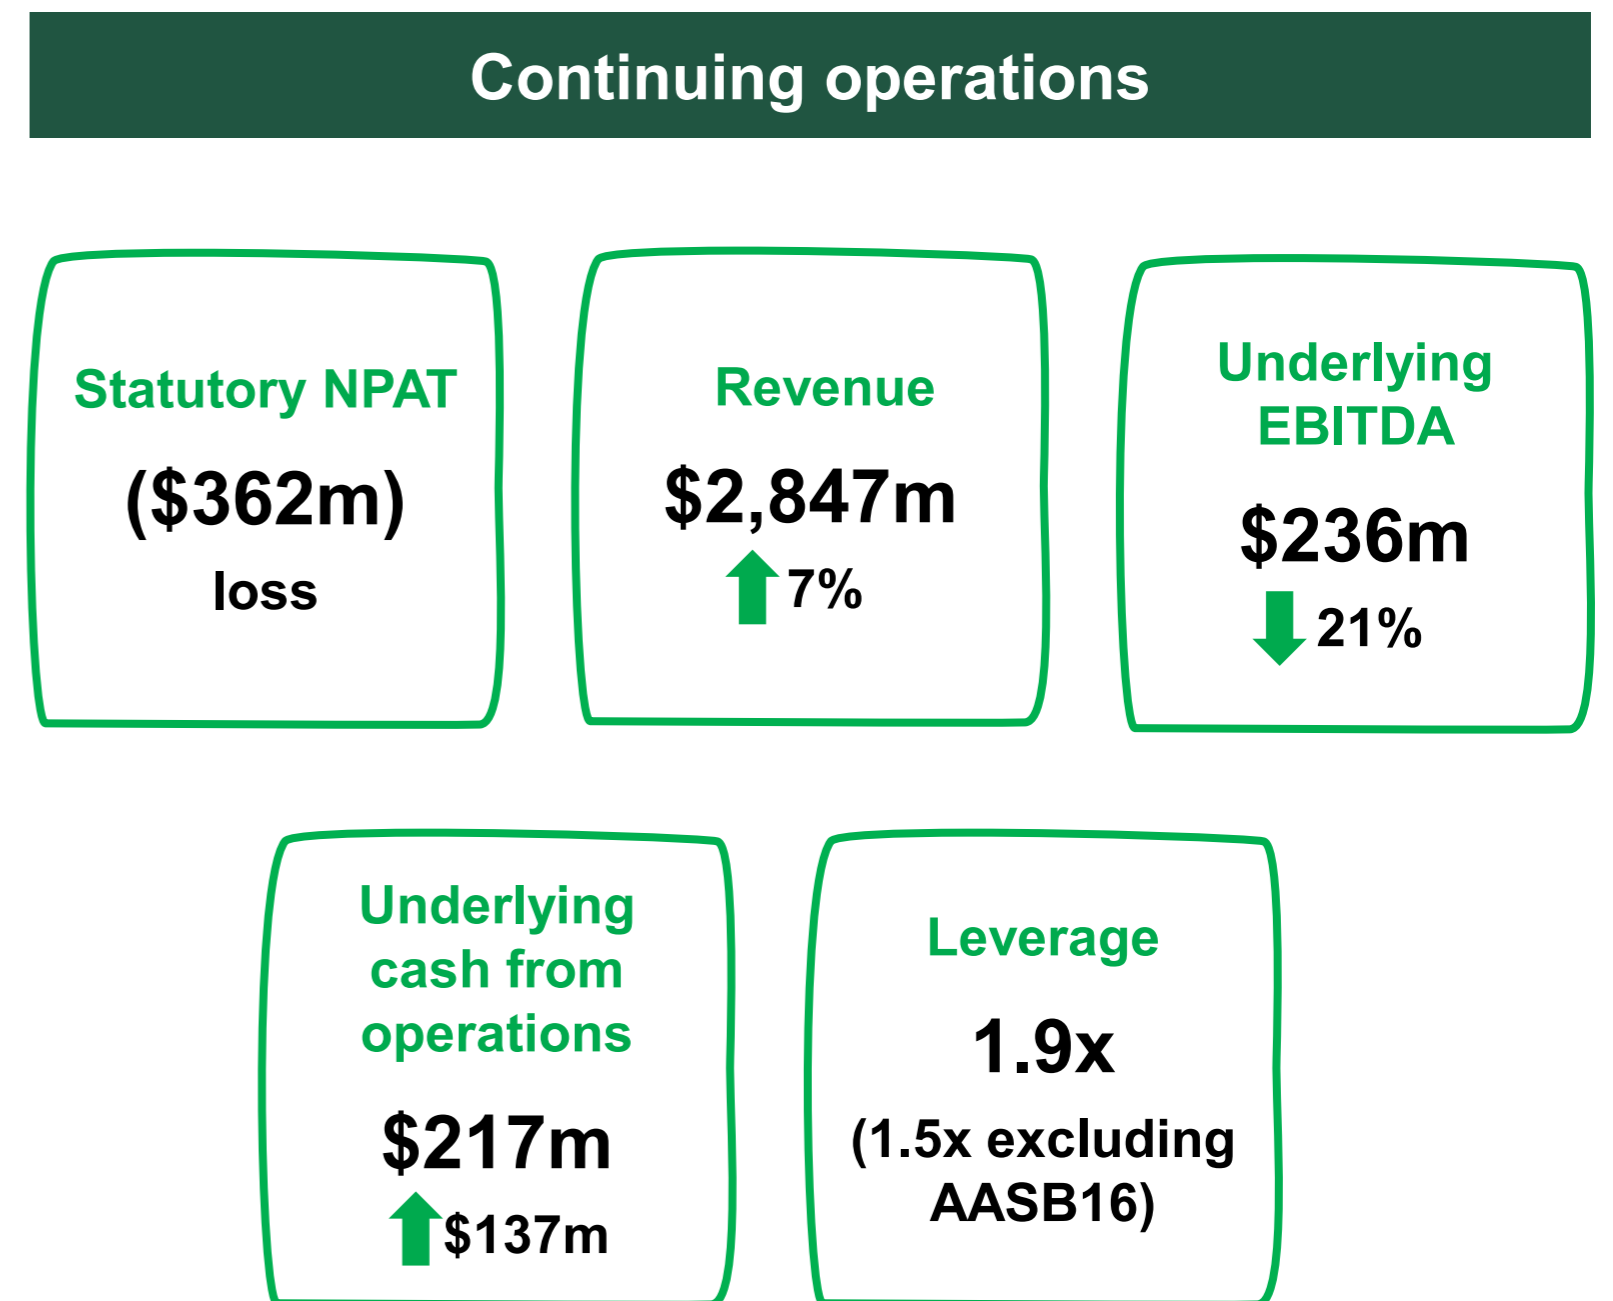 Continuing operations
Statutory NPAT
($362m)
loss
Revenue
$2,847m
7%
Underlying
EBITDA
$236m
21%
Underlying
cash from
operations
$217m
$137m
Leverage
1.9x
(1.5x excluding
AASB16)